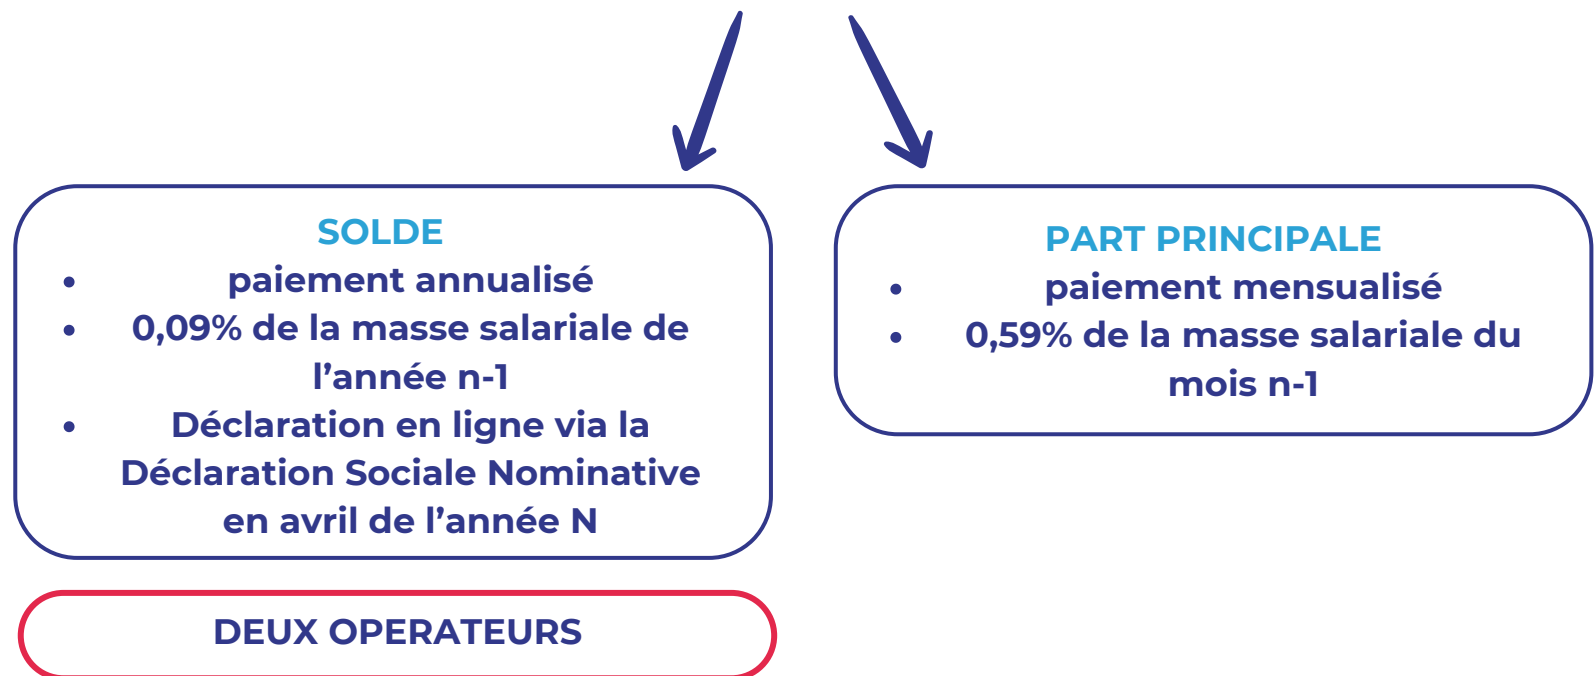 SOLDE
• paiement annualisé
• 0,09% de la masse salariale de
l’année n-1
• Déclaration en ligne via la
Déclaration Sociale Nominative
en avril de l’année N
PART PRINCIPALE
• paiement mensualisé
• 0,59% de la masse salariale du
mois n-1
DEUX OPERATEURS